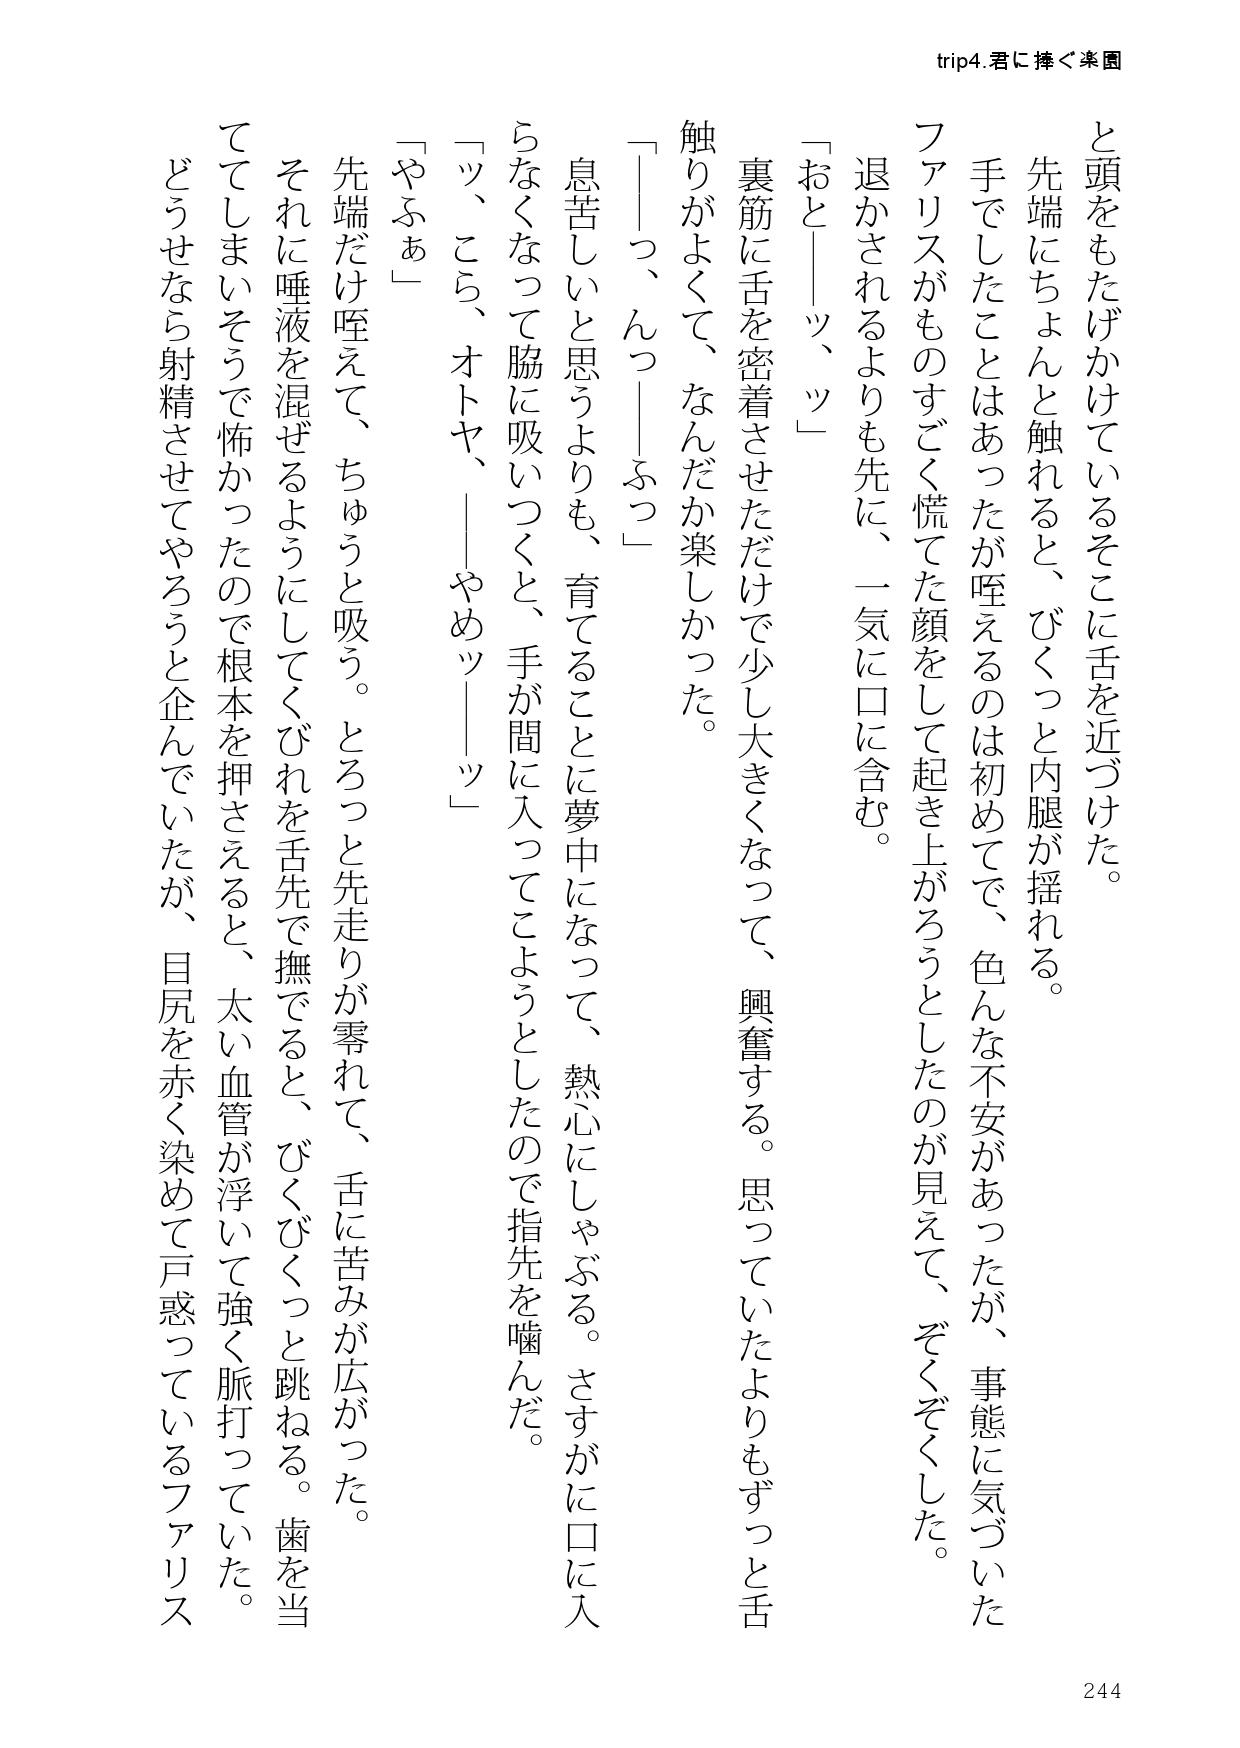 trip4.君に捧ぐ楽園
と頭をもたげかけているそこに舌を近づけた。
先端にちょんと触れると、びくっと内腿が揺れる。
手でしたことはあったが咥えるのは初めてで、色んな不安があったが、事態に気づいた
ファリスがものすごく慌てた顔をして起き上がろうとしたのが見えて、ぞくぞくした。
退かされるよりも先に、一気に口に含む。
「おと――ッ、ッ」
裏筋に舌を密着させただけで少し大きくなって、興奮する。思っていたよりもずっと舌
触りがよくて、なんだか楽しかった。
「――っ、んっ――ふっ」
息苦しいと思うよりも、育てることに夢中になって、熱心にしゃぶる。さすがに口に入
らなくなって脇に吸いつくと、手が間に入ってこようとしたので指先を噛んだ。
「ッ、こら、オトヤ、――やめッ――ッ」
「やふぁ」
先端だけ咥えて、ちゅうと吸う。とろっと先走りが零れて、舌に苦みが広がった。
それに唾液を混ぜるようにしてくびれを舌先で撫でると、びくびくっと跳ねる。歯を当
ててしまいそうで怖かったので根本を押さえると、太い血管が浮いて強く脈打っていた。
どうせなら射精させてやろうと企んでいたが、目尻を赤く染めて戸惑っているファリス
244